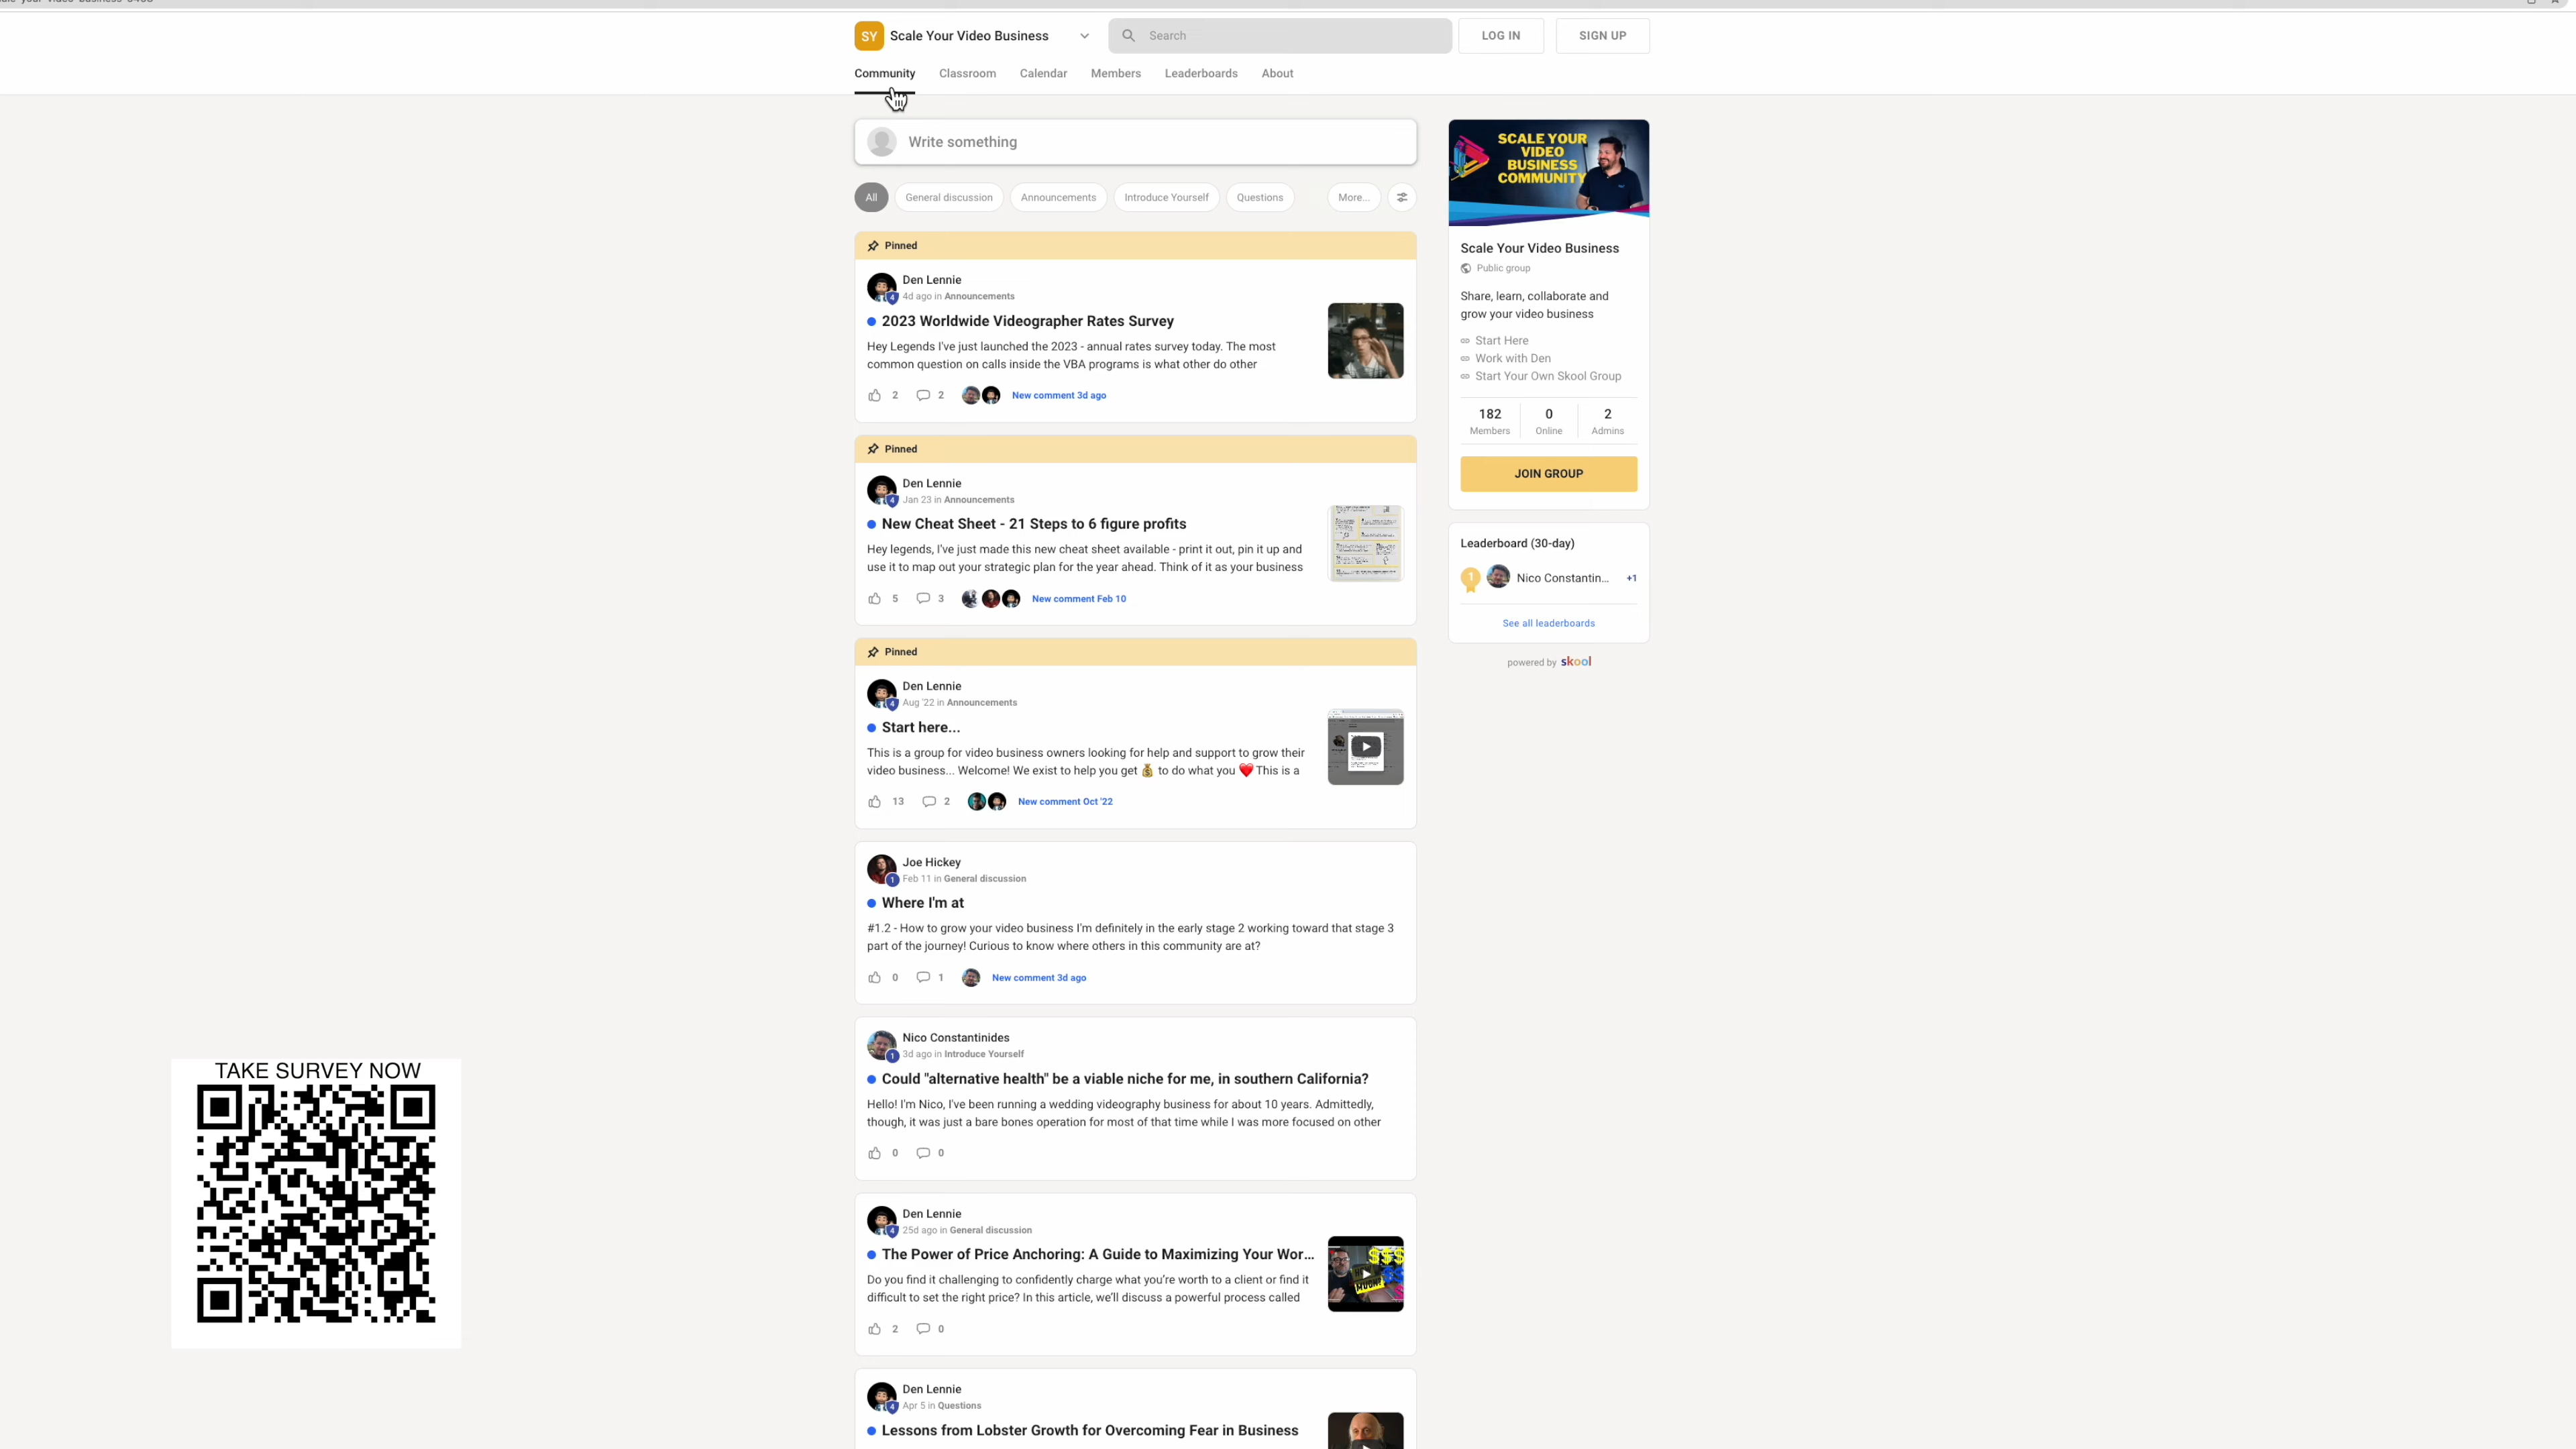 SY Scale Your Video Business
Search
LOG IN
SIGN UP
Community Classroom Calendar Members Leaderboards About
Write something
All General discussion Announcements Introduce Yourself Questions More...
Pinned
Den Lennie
4
4d ago in Announcements
2023 Worldwide Videographer Rates Survey
Hey Legends I've just launched the 2023 - annual rates survey today. The most
common question on calls inside the VBA programs is what other do other
2 2 New comment 3d ago
Pinned
Den Lennie
4
Jan 23 in Announcements
New Cheat Sheet - 21 Steps to 6 figure profits
Hey legends, I've just made this new cheat sheet available - print it out, pin it up and
use it to map out your strategic plan for the year ahead. Think of it as your business
5 3 New comment Feb 10
Pinned
Den Lennie
4
Aug '22 in Announcements
Start here...
This is a group for video business owners looking for help and support to grow their
video business... Welcome! We exist to help you get 💰 to do what you ❤️ This is a
13 2 New comment Oct '22
Joe Hickey
1
Feb 11 in General discussion
Where I'm at
#1.2 - How to grow your video business I'm definitely in the early stage 2 working toward that stage 3
part of the journey! Curious to know where others in this community are at?
0 1 New comment 3d ago
Nico Constantinides
1
3d ago in Introduce Yourself
Could "alternative health" be a viable niche for me, in southern California?
Hello! I'm Nico, I've been running a wedding videography business for about 10 years. Admittedly,
though, it was just a bare bones operation for most of that time while I was more focused on other
0 0
Den Lennie
4
25d ago in General discussion
The Power of Price Anchoring: A Guide to Maximizing Your Wor...
Do you find it challenging to confidently charge what you're worth to a client or find it
difficult to set the right price? In this article, we'll discuss a powerful process called
$$$
2 0
Den Lennie
4
Apr 5 in Questions
Lessons from Lobster Growth for Overcoming Fear in Business
SCALE YOUR
VIDEO
BUSINESS
COMMUNITY
Scale Your Video Business
Public group
Share, learn, collaborate and
grow your video business
Start Here
Work with Den
Start Your Own Skool Group
182 0 2
Members Online Admins
JOIN GROUP
Leaderboard (30-day)
1 Nico Constantin... +1
See all leaderboards
powered by skool
TAKE SURVEY NOW